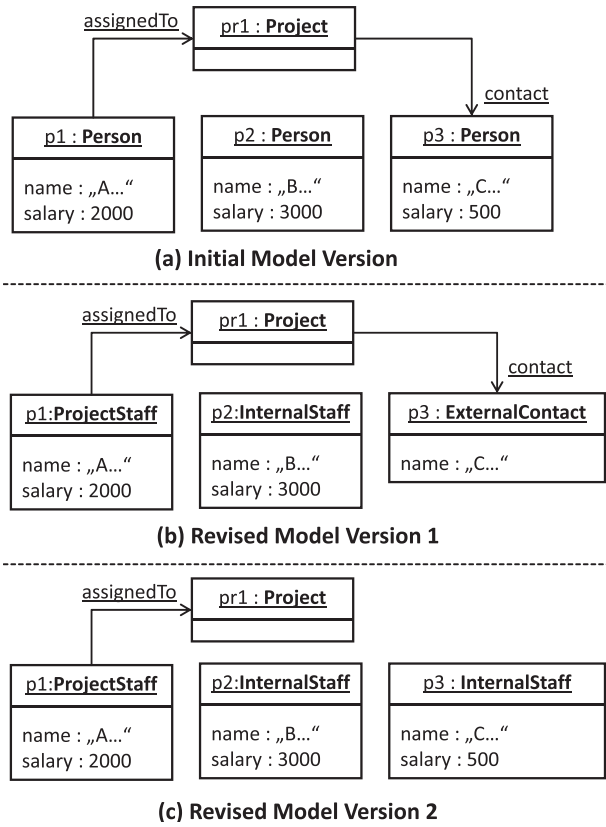 assignedTo
pr1 : Project
contact
p1 : Person
p2 : Person
p3 : Person
name : „A...“
name : „B...“
name : „C...“
salary : 2000
salary : 3000
salary : 500
(a) Initial Model Version
assignedTo
pr1 : Project
contact
p1:ProjectStaff
p2:InternalStaff
p3 : ExternalContact
name : „A...“
name : „B...“
name : „C...“
salary : 2000
salary : 3000
(b) Revised Model Version 1
assignedTo
pr1 : Project
p1:ProjectStaff
p2:InternalStaff
p3 : InternalStaff
name : „A...“
name : „B...“
name : „C...“
salary : 2000
salary : 3000
salary : 500
(c) Revised Model Version 2